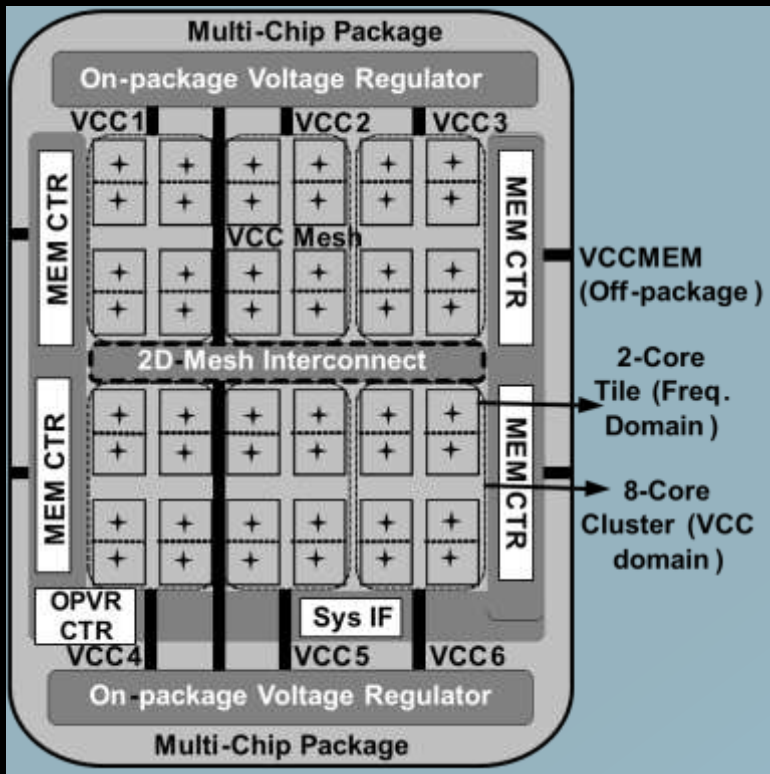 Multi-Chip Package
On-package Voltage Regulator
VCC1
VCC2
VCC3
MEM CTR
MEM CTR
VCC Mesh
VCCMEM
(Off-package)
2D-Mesh Interconnect
2-Core
Tile (Freq.
Domain)
MEM CTR
MEM CTR
8-Core
Cluster (VCC
domain)
OPVR
CTR
Sys IF
VCC4
VCC5
VCC6
On-package Voltage Regulator
Multi-Chip Package